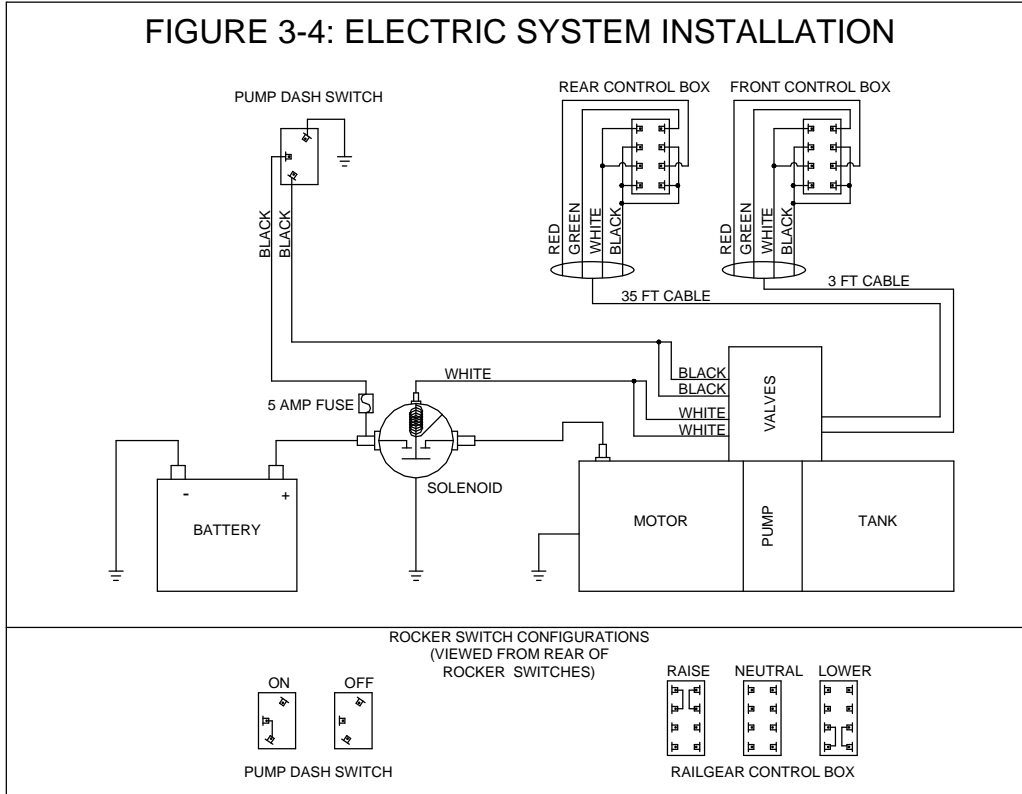 FIGURE 3-4: ELECTRIC SYSTEM INSTALLATION
PUMP DASH SWITCH
REAR CONTROL BOX
FRONT CONTROL BOX
BLACK
BLACK
RED
GREEN
WHITE
BLACK
RED
GREEN
WHITE
BLACK
35 FT CABLE
3 FT CABLE
WHITE
BLACK
BLACK
WHITE
WHITE
VALVES
5 AMP FUSE
SOLENOID
-
+
BATTERY
MOTOR
PUMP
TANK
ROCKER SWITCH CONFIGURATIONS
(VIEWED FROM REAR OF
ROCKER SWITCHES)
ON
OFF
PUMP DASH SWITCH
RAISE
NEUTRAL
LOWER
RAILGEAR CONTROL BOX